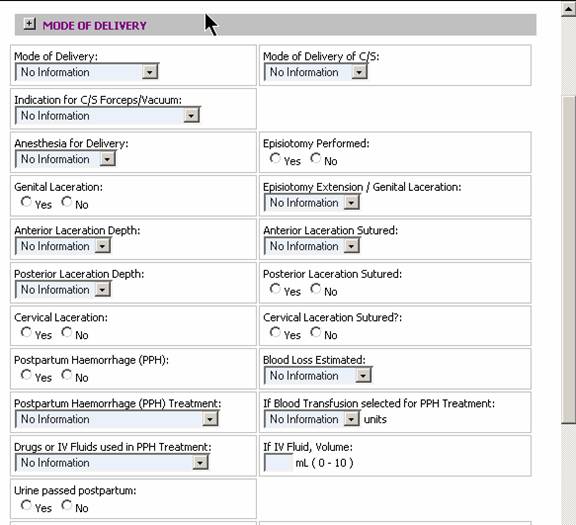 MODE OF DELIVERY
Mode of Delivery:
No Information
Mode of Delivery of C/S:
No Information
Indication for C/S Forceps/Vacuum:
No Information
Anesthesia for Delivery:
No Information
Episiotomy Performed:
Yes No
Genital Laceration:
Yes No
Episiotomy Extension / Genital Laceration:
No Information
Anterior Laceration Depth:
No Information
Anterior Laceration Sutured:
No Information
Posterior Laceration Depth:
No Information
Posterior Laceration Sutured:
Yes No
Cervical Laceration:
Yes No
Cervical Laceration Sutured?:
Yes No
Postpartum Haemorrhage (PPH):
Yes No
Blood Loss Estimated:
No Information
Postpartum Haemorrhage (PPH) Treatment:
No Information
If Blood Transfusion selected for PPH Treatment:
No Information units
Drugs or IV Fluids used in PPH Treatment:
No Information
If IV Fluid, Volume:
mL ( 0 - 10 )
Urine passed postpartum:
Yes No